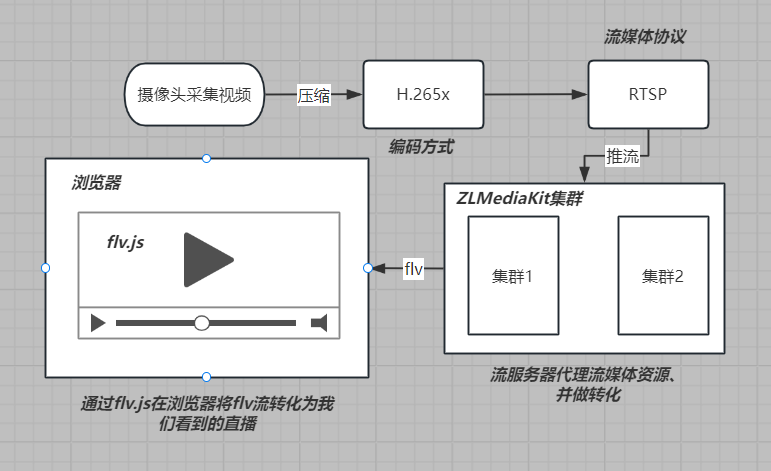 流媒体协议
摄像头采集视频
压缩
H.265x
RTSP
编码方式
推流
浏览器
ZLMediaKit集群
flv.js
flv
集群1
集群2
流服务器代理流媒体资源、
并做转化
通过flv.js在浏览器将flv流转化为我
们看到的直播